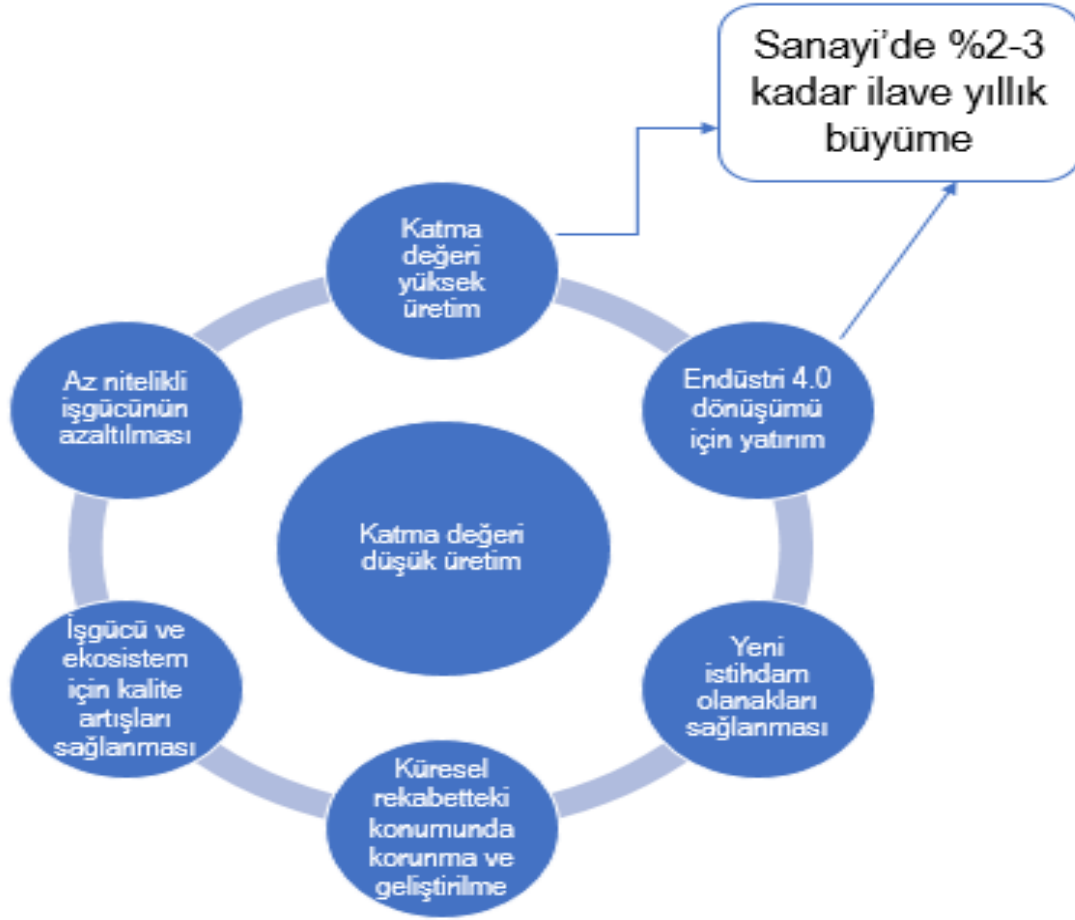 Sanayi'de %2-3
kadar ilave yıllık
büyüme
Katma
değeri
yüksek
üretim
Endüstri 4.0
dönüşümü
için yatırım
Yeni
istihdam
olanakları
sağlanması
Küresel
rekabetteki
konumunda
korunma ve
geliştirilme
İşgücü ve
ekosistem
için kalite
artışları
sağlanması
Az nitelikli
işgücünün
azaltılması
Katma değeri
düşük üretim